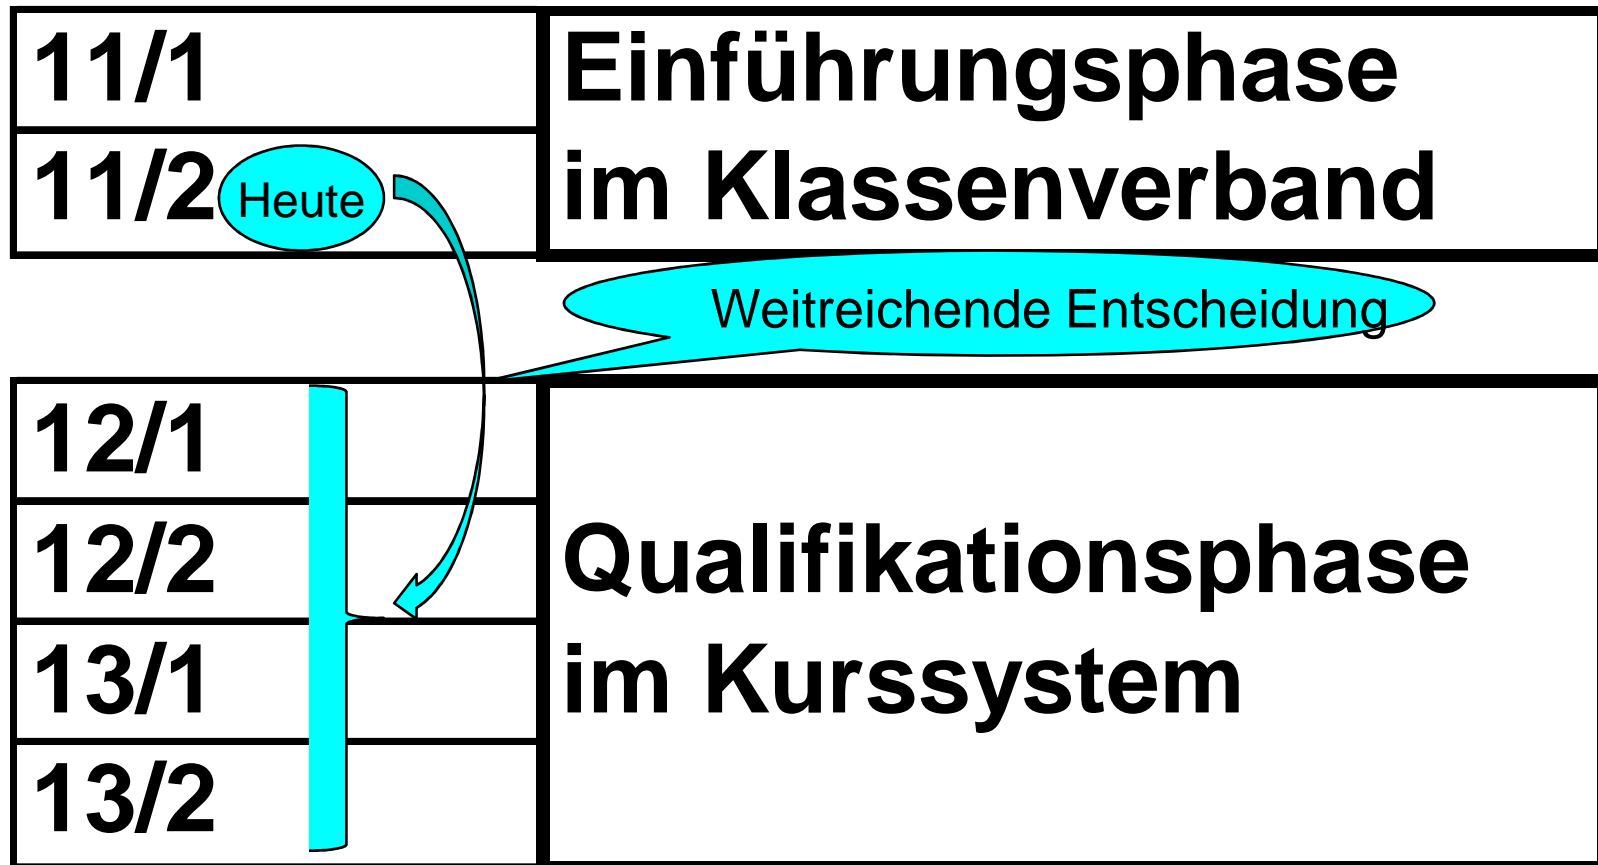 11/1
Einführungsphase
11/2
Heute
im Klassenverband
Weitreichende Entscheidung
12/1
12/2
Qualifikationsphase
13/1
im Kurssystem
13/2